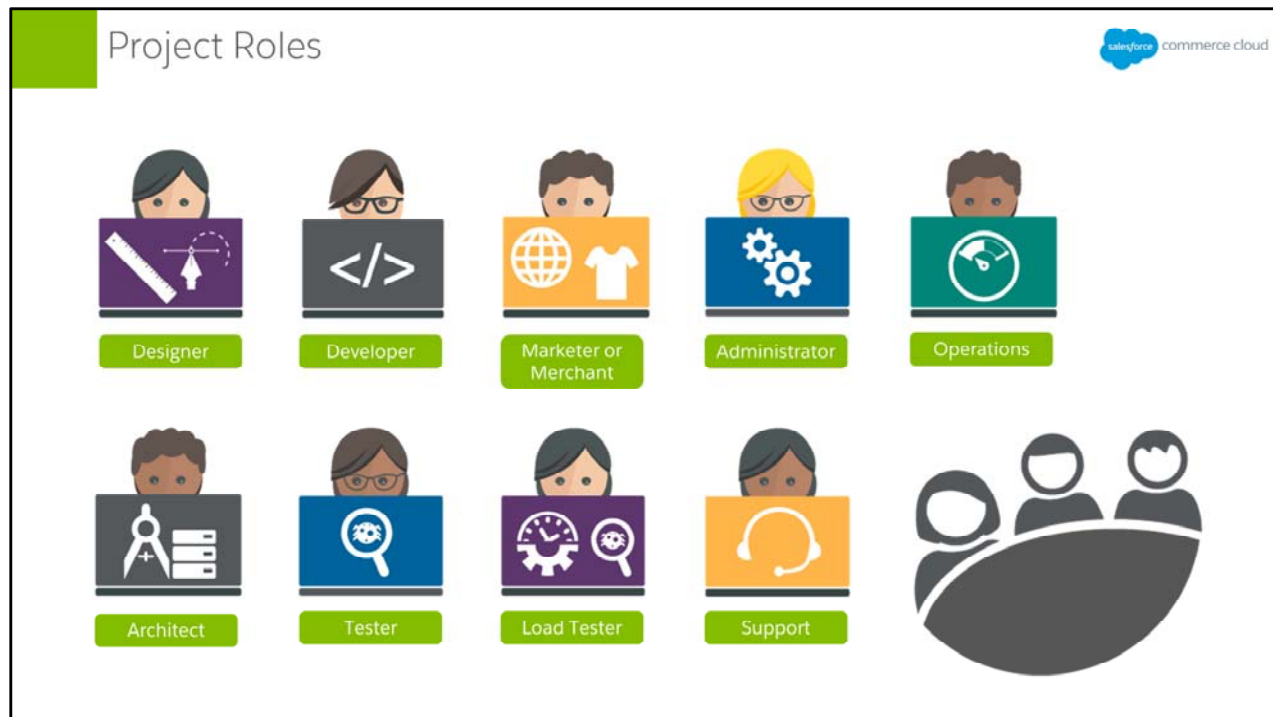 Project Roles
salesforce commerce cloud
</>
Designer
Developer
Marketer or
Merchant
Administrator
Operations
Architect
Tester
Load Tester
Support